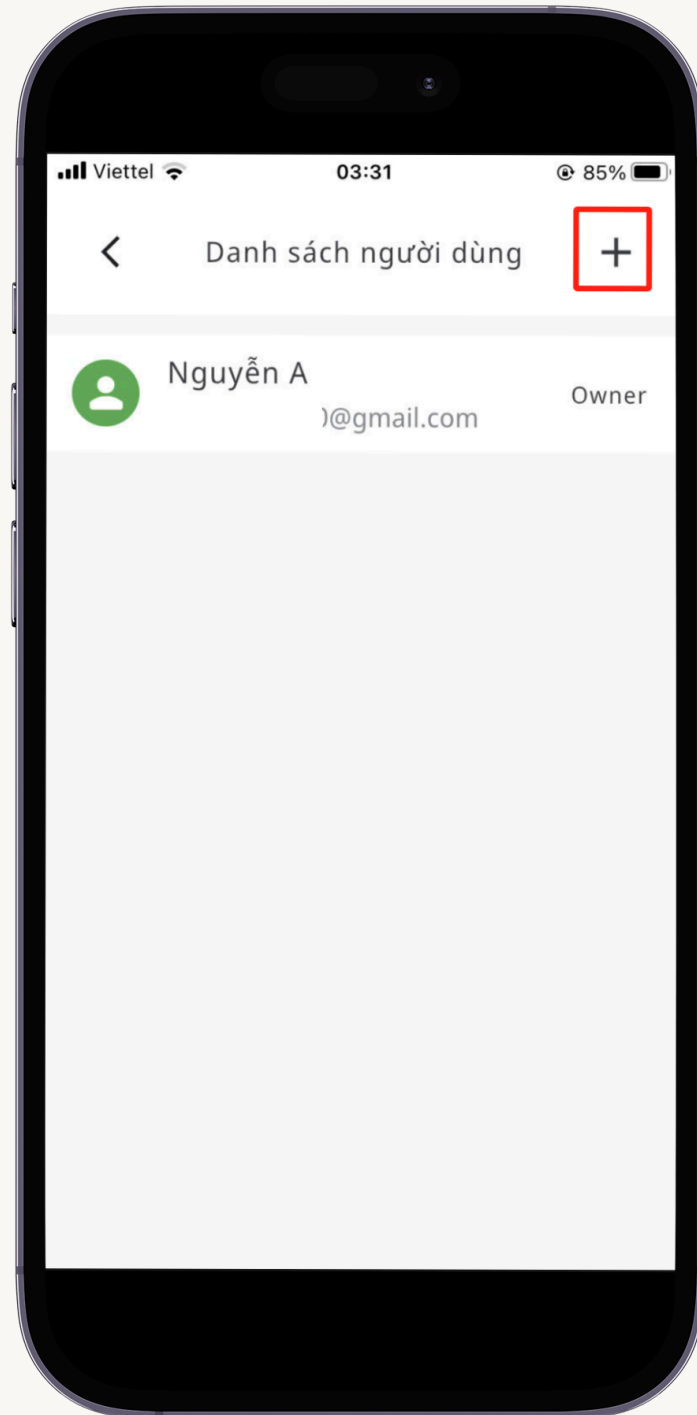 Viettel 03:31 85%
Danh sách người dùng
Nguyễn A
Owner
@gmail.com